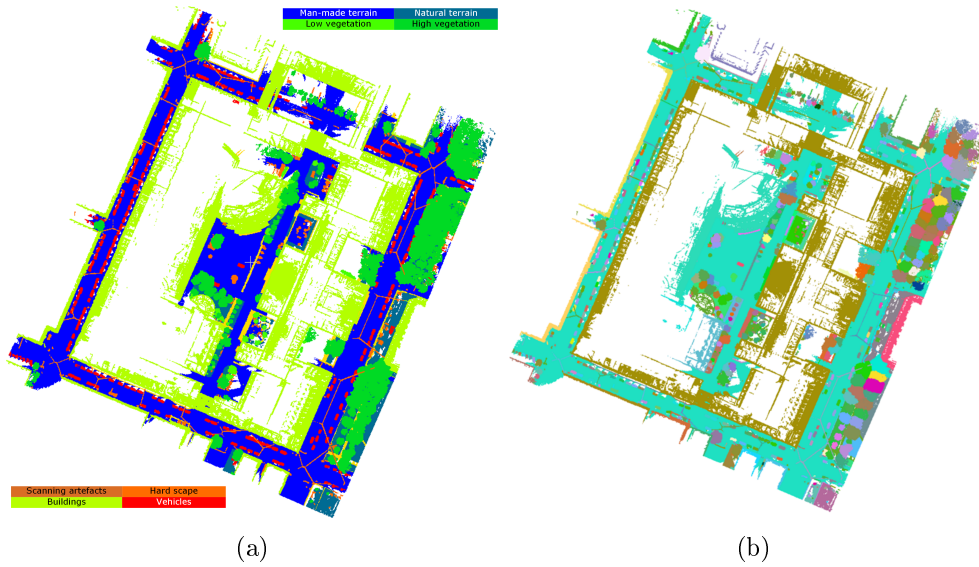 Man-made terrain Natural terrain
Low vegetation High vegetation
Scanning artefacts Hard scape
Buildings Vehicles
(a) (b)